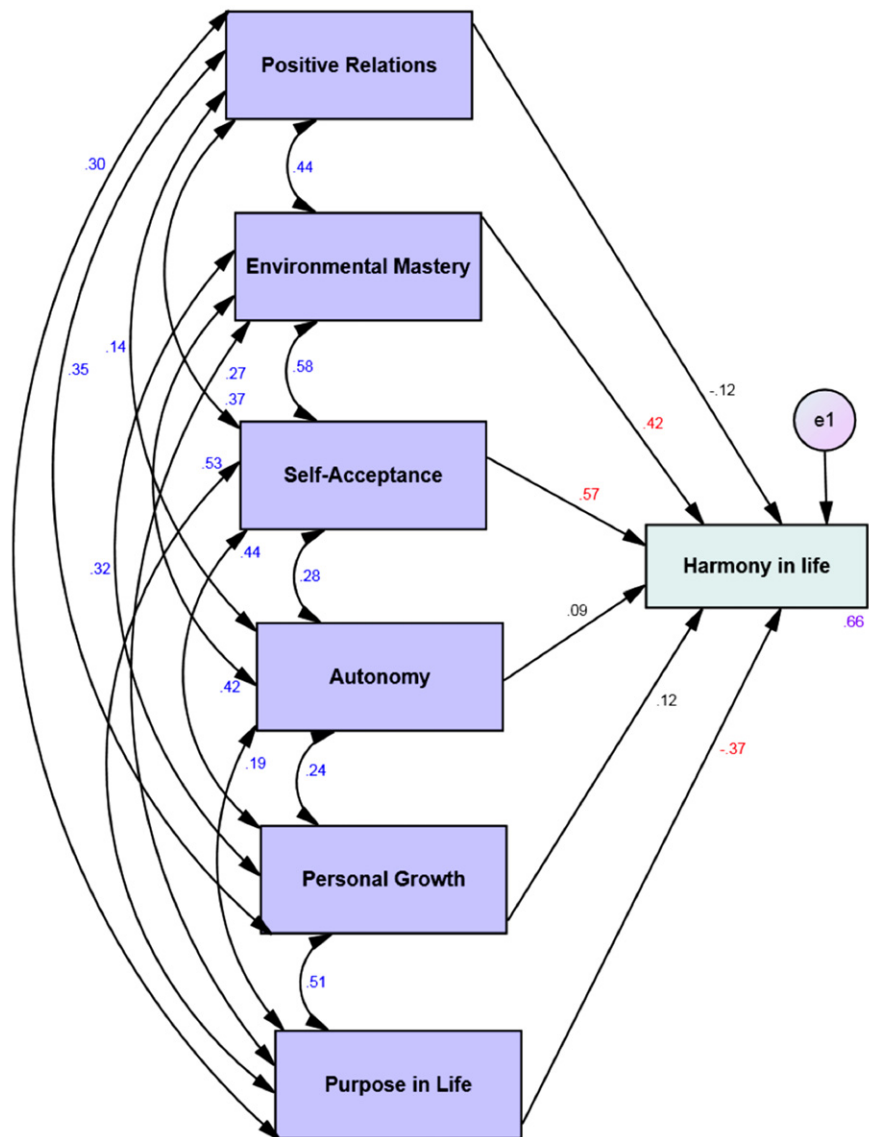 Positive Relations
.30
.44
Environmental Mastery
.14
.35
.27
.58
.37
-.12
.42
e1
.53
Self-Acceptance
.57
Harmony in life
.66
.32
.44
.28
.09
Autonomy
.42
.12
.19
.24
-.37
Personal Growth
.51
Purpose in Life